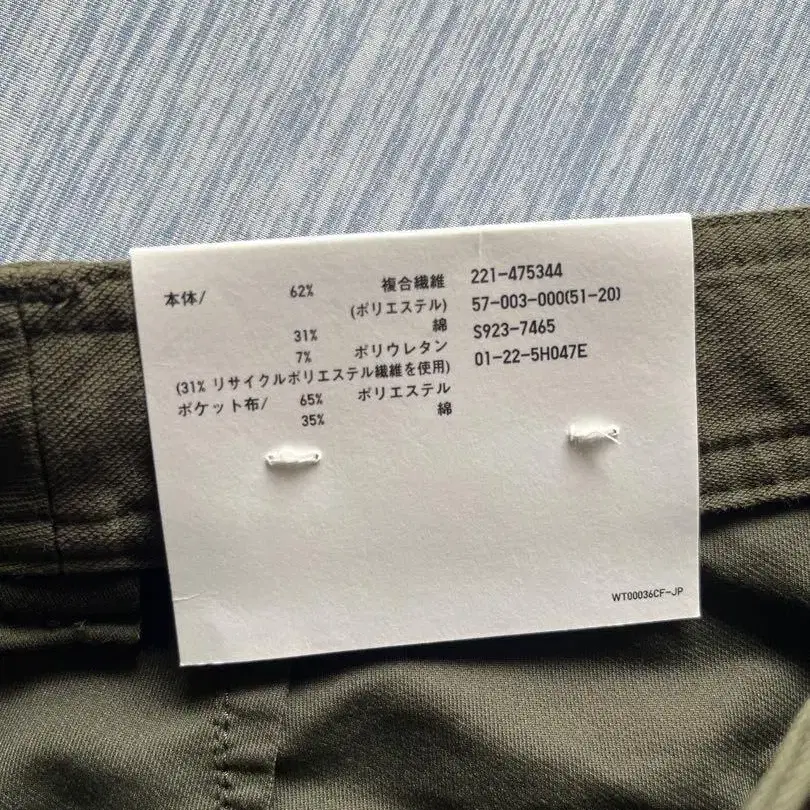 本体/ 62% 複合繊維
(ポリエステル)
31% 綿
7% ポリウレタン
(31% リサイクルポリエステル繊維を使用)
ポケット布/ 65% ポリエステル
35% 綿
221-475344
57-003-000(51-20)
S923-7465
01-22-5H047E
WT00036CF-JP